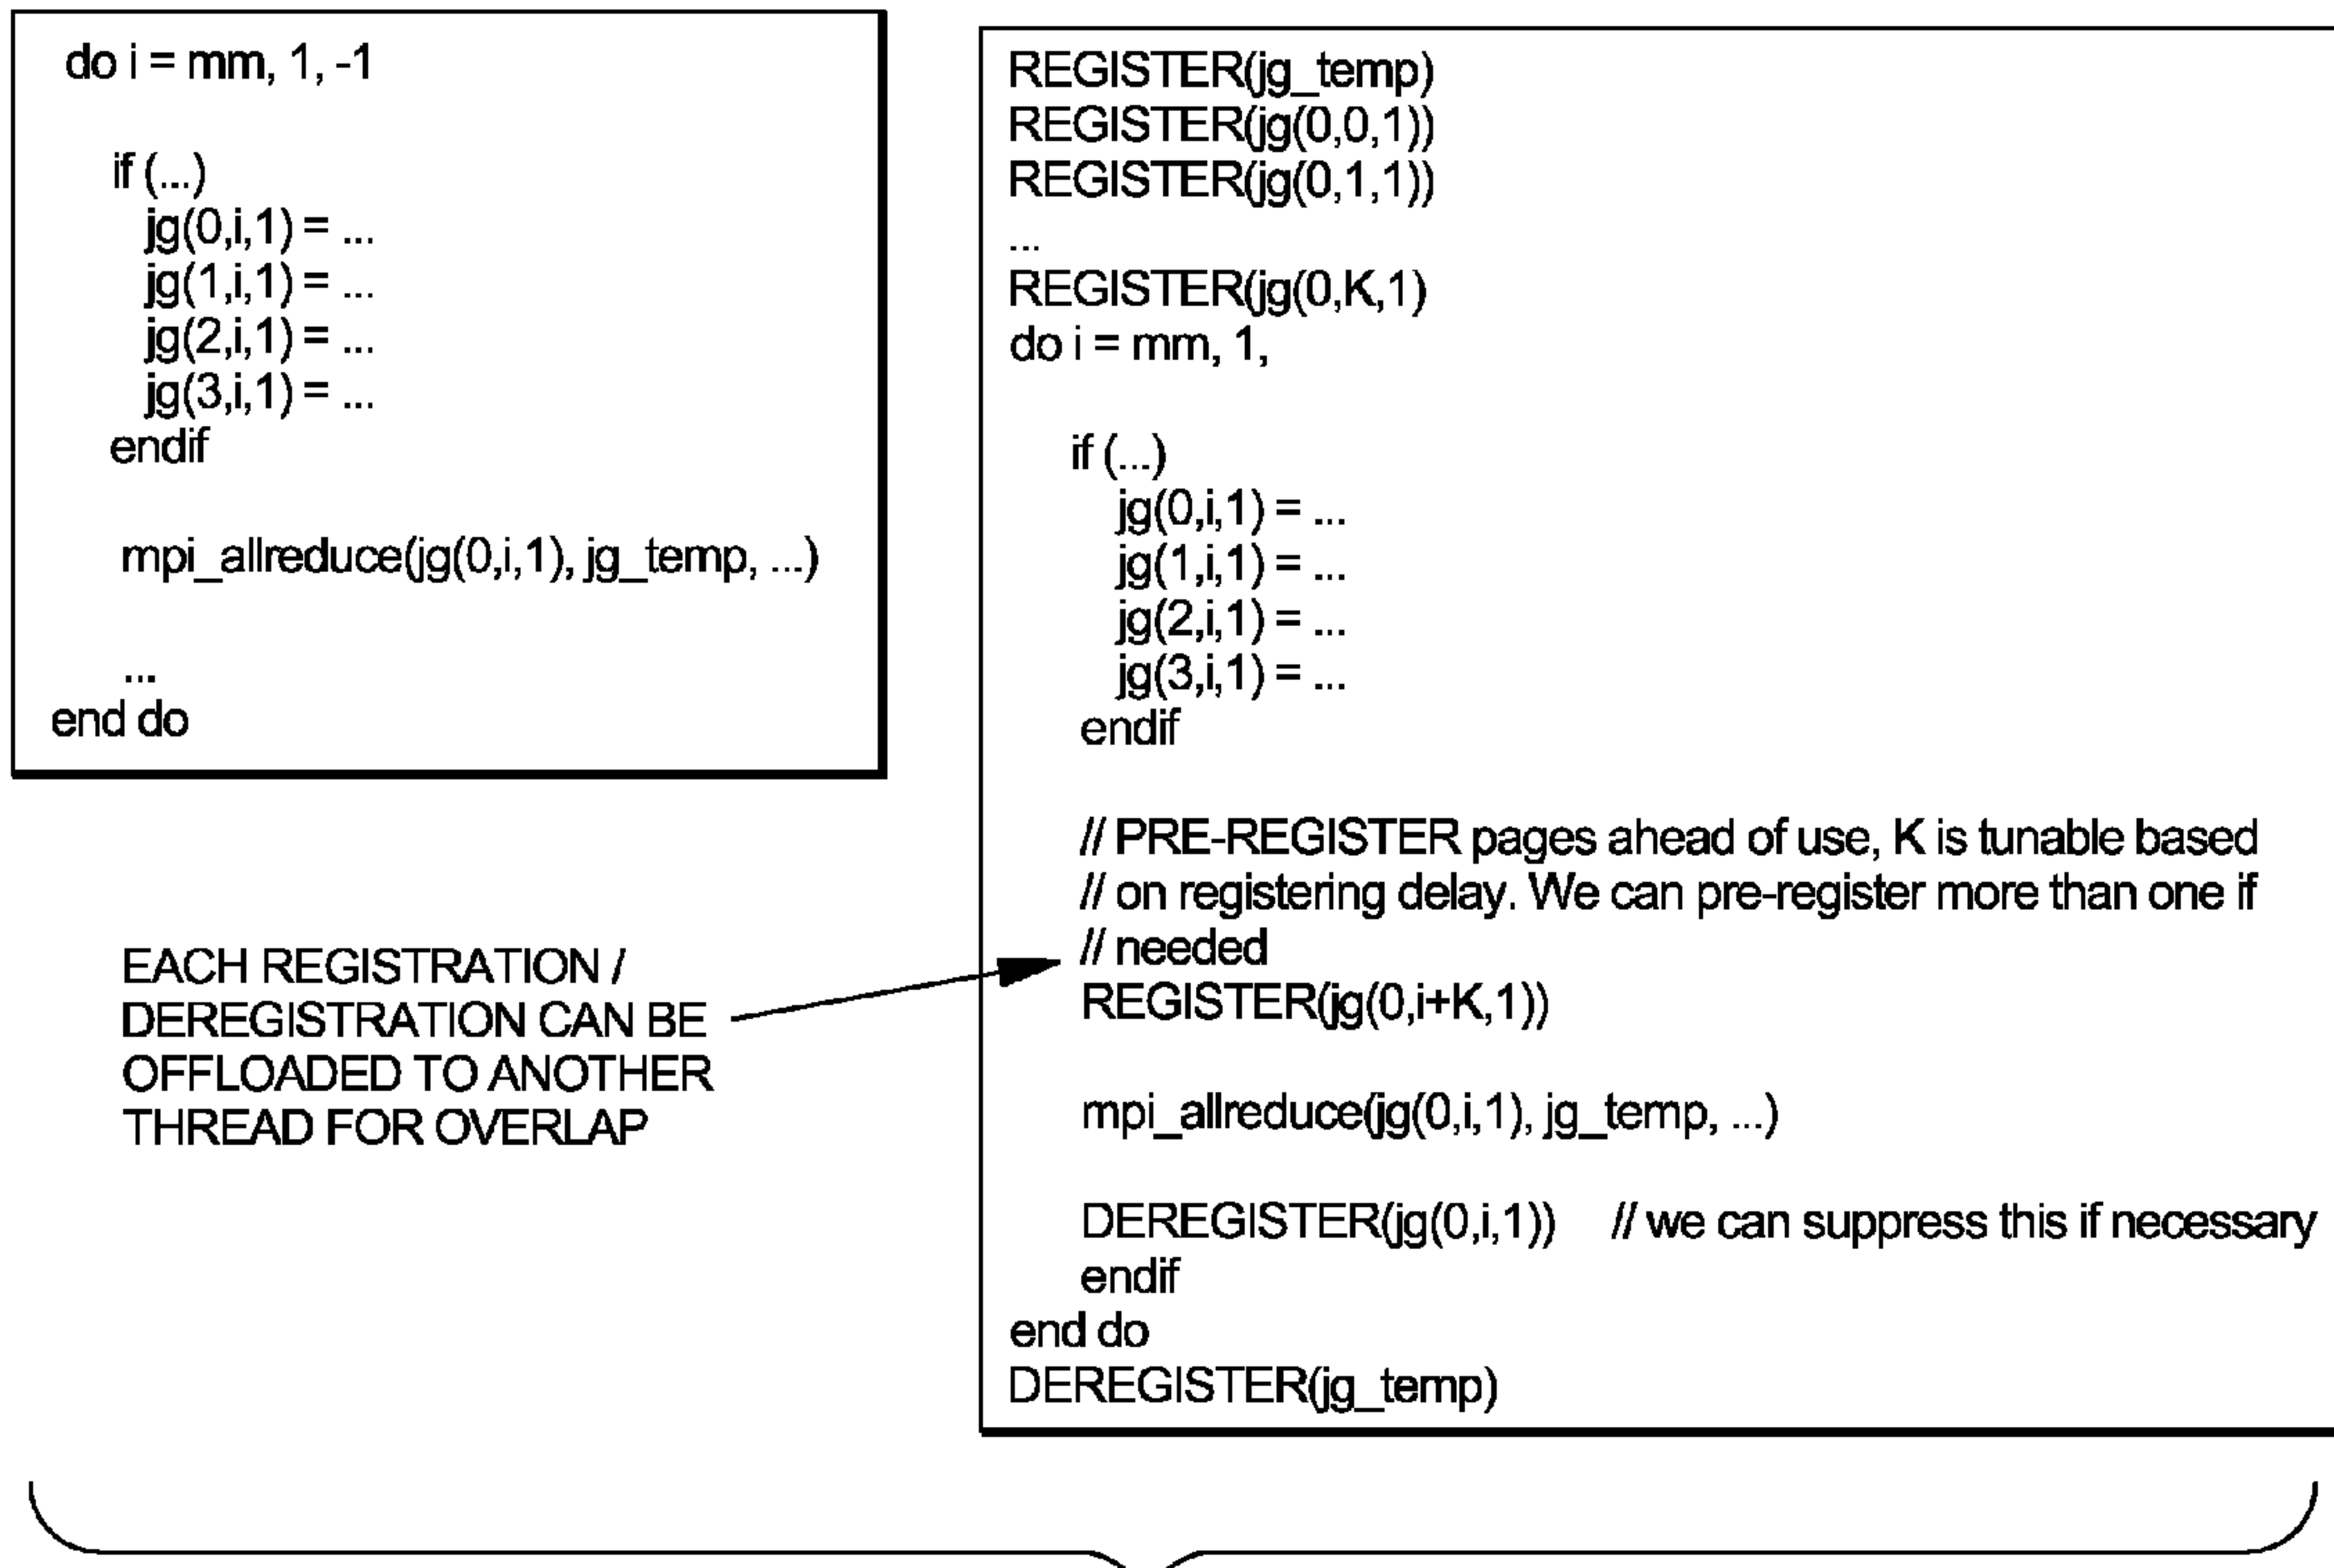 do i = mm, 1, -1
if (...)
jg(0,i,1) = ...
jg(1,i,1) = ...
jg(2,i,1) = ...
jg(3,i,1) = ...
endif
mpi_allreduce(jg(0,i,1), jg_temp, ...)
...
end do
EACH REGISTRATION /
DEREGISTRATION CAN BE
OFFLOADED TO ANOTHER
THREAD FOR OVERLAP
REGISTER(jg_temp)
REGISTER(jg(0,0,1))
REGISTER(jg(0,1,1))
...
REGISTER(jg(0,K,1)
do i = mm, 1,
if (...)
jg(0,i,1) = ...
jg(1,i,1) = ...
jg(2,i,1) = ...
jg(3,i,1) = ...
endif
// PRE-REGISTER pages ahead of use, K is tunable based
// on registering delay. We can pre-register more than one if
// needed
REGISTER(jg(0,i+K,1))
mpi_allreduce(jg(0,i,1), jg_temp, ...)
DEREGISTER(jg(0,i,1)) // we can suppress this if necessary
endif
end do
DEREGISTER(jg_temp)